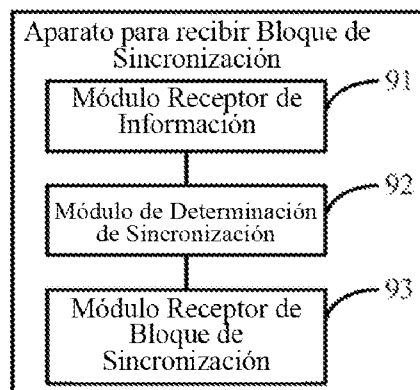 Aparato para recibir Bloque de
Sincronización
Módulo Receptor de
Información
91
Módulo de Determinación
de Sincronización
92
Módulo Receptor de
Bloque de
Sincronización
93